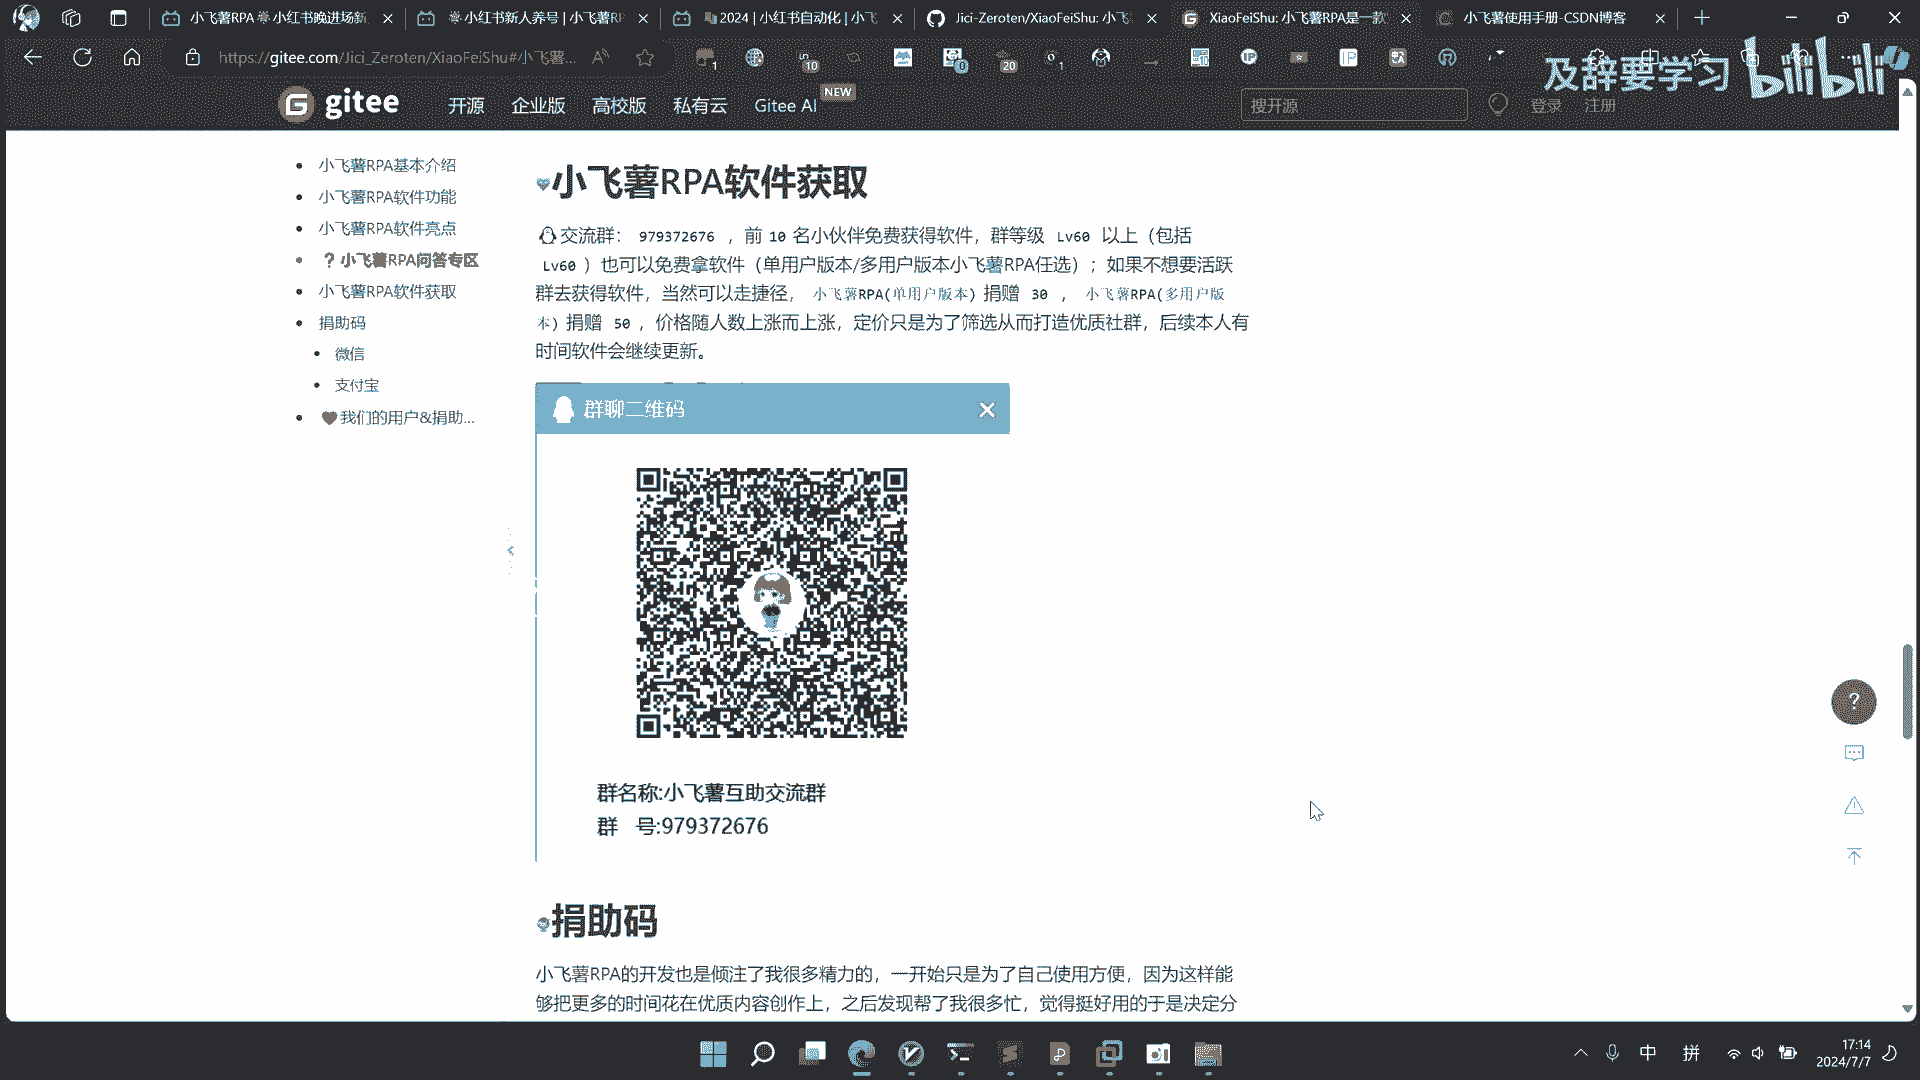 小飞薯RPA 小红书晚进场新
小红书新人养号 | 小飞薯RP
2024 | 小红书自动化 | 小飞
Jici-Zeroten/XiaoFeiShu: 小飞
XiaoFeiShu: 小飞薯RPA是一款
小飞薯使用手册-CSDN博客
https://gitee.com/Jici_Zeroten/XiaoFeiShu#小飞薯...
及辞要学习 bilibili
gitee
开源 企业版 高校版 私有云 Gitee AI NEW
搜开源
登录 注册
小飞薯RPA基本介绍
小飞薯RPA软件功能
小飞薯RPA软件亮点
❓小飞薯RPA问答专区
小飞薯RPA软件获取
捐助码
微信
支付宝
我们的用户&捐助...
小飞薯RPA软件获取
交流群: 979372676 ，前 10 名小伙伴免费获得软件，群等级 Lv60 以上（包括
Lv60 ）也可以免费拿软件（单用户版本/多用户版本小飞薯RPA任选）；如果不想要活跃
群去获得软件，当然可以走捷径， 小飞薯RPA(单用户版本) 捐赠 30 ， 小飞薯RPA(多用户版
本) 捐赠 50 ，价格随人数上涨而上涨，定价只是为了筛选从而打造优质社群，后续本人有
时间软件会继续更新。
群聊二维码
群名称:小飞薯互助交流群
群 号:979372676
捐助码
小飞薯RPA的开发也是倾注了我很多精力的，一开始只是为了自己使用方便，因为这样能
够把更多的时间花在优质内容创作上，之后发现帮了我很多忙，觉得挺好用的于是决定分
中 拼
17:14
2024/7/7